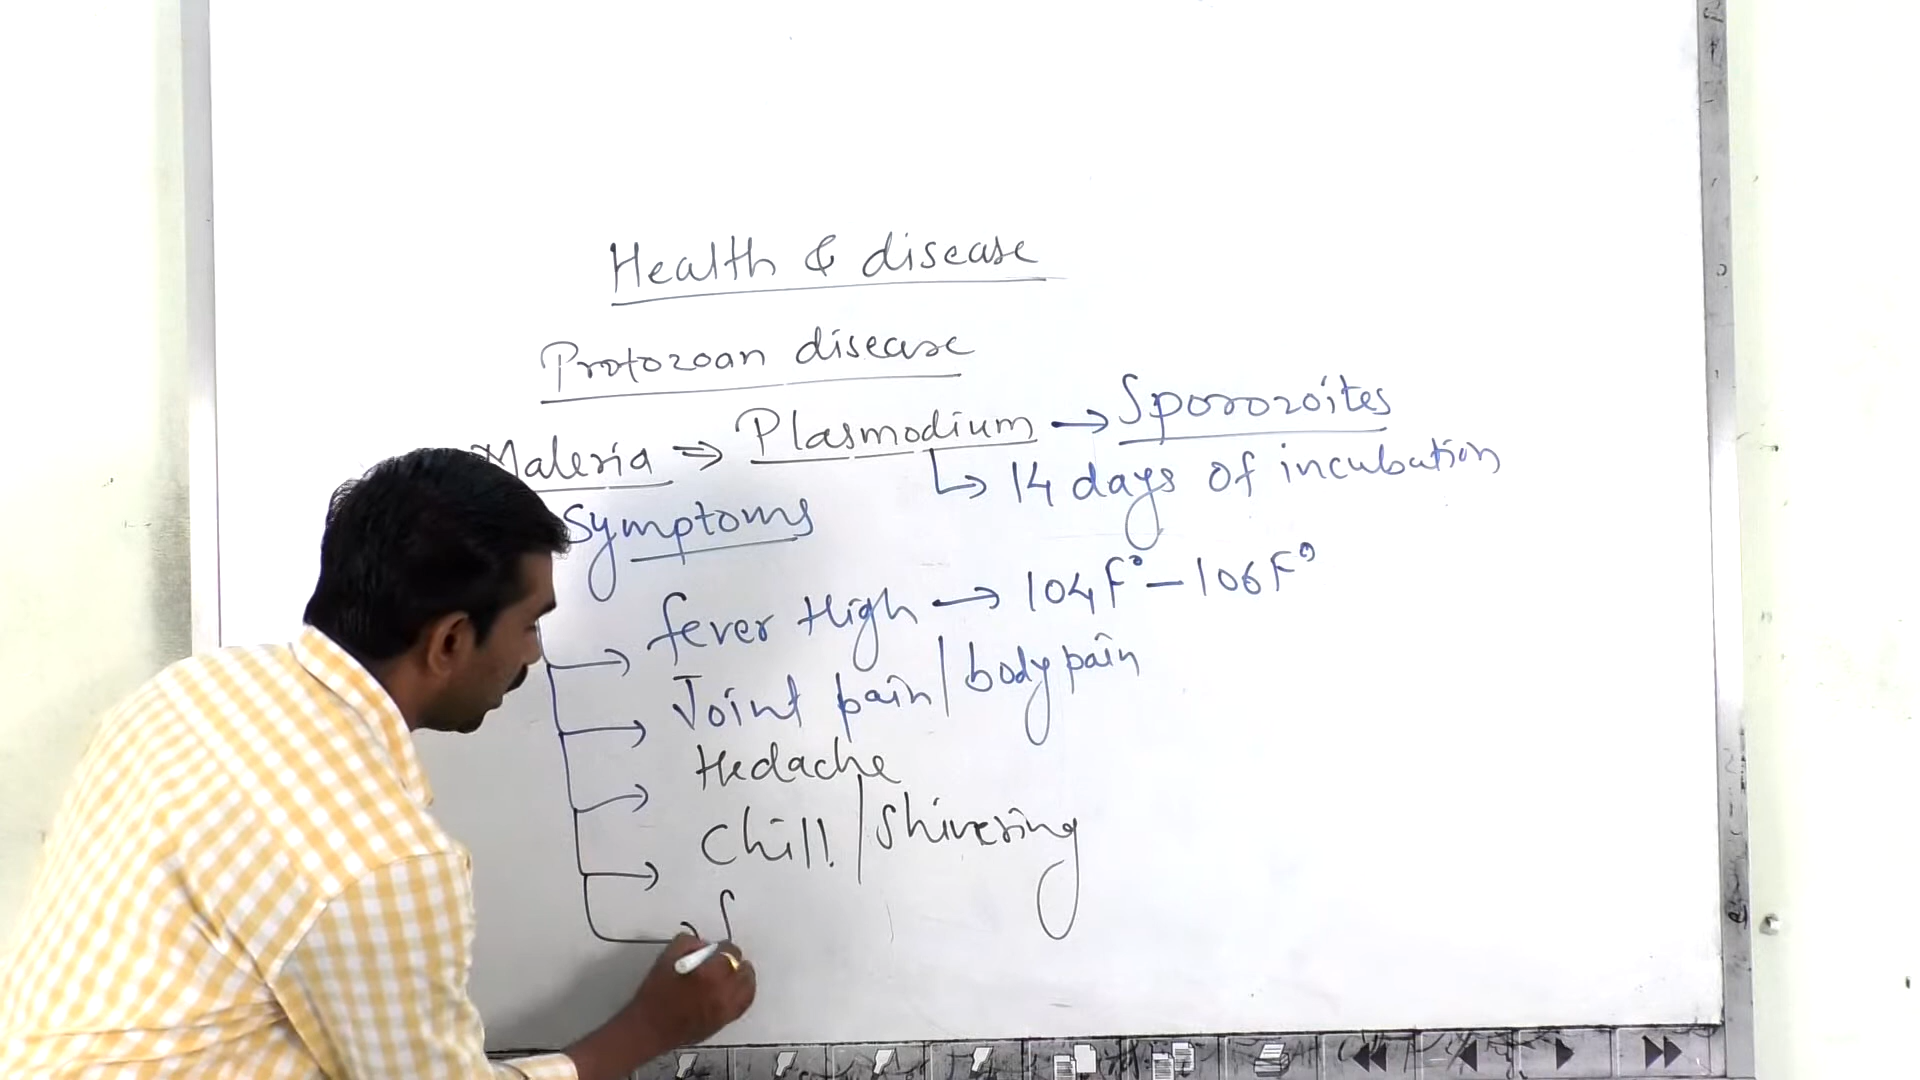 Health & disease
Protozoan disease
Maleria ⇒ Plasmodium → Sporozoites
↳ 14 days of incubation
Symptoms
→ fever High → 104F° – 106F°
→ Joint pain / body pain
→ Hedache
→ Chill / Shivering
→ S